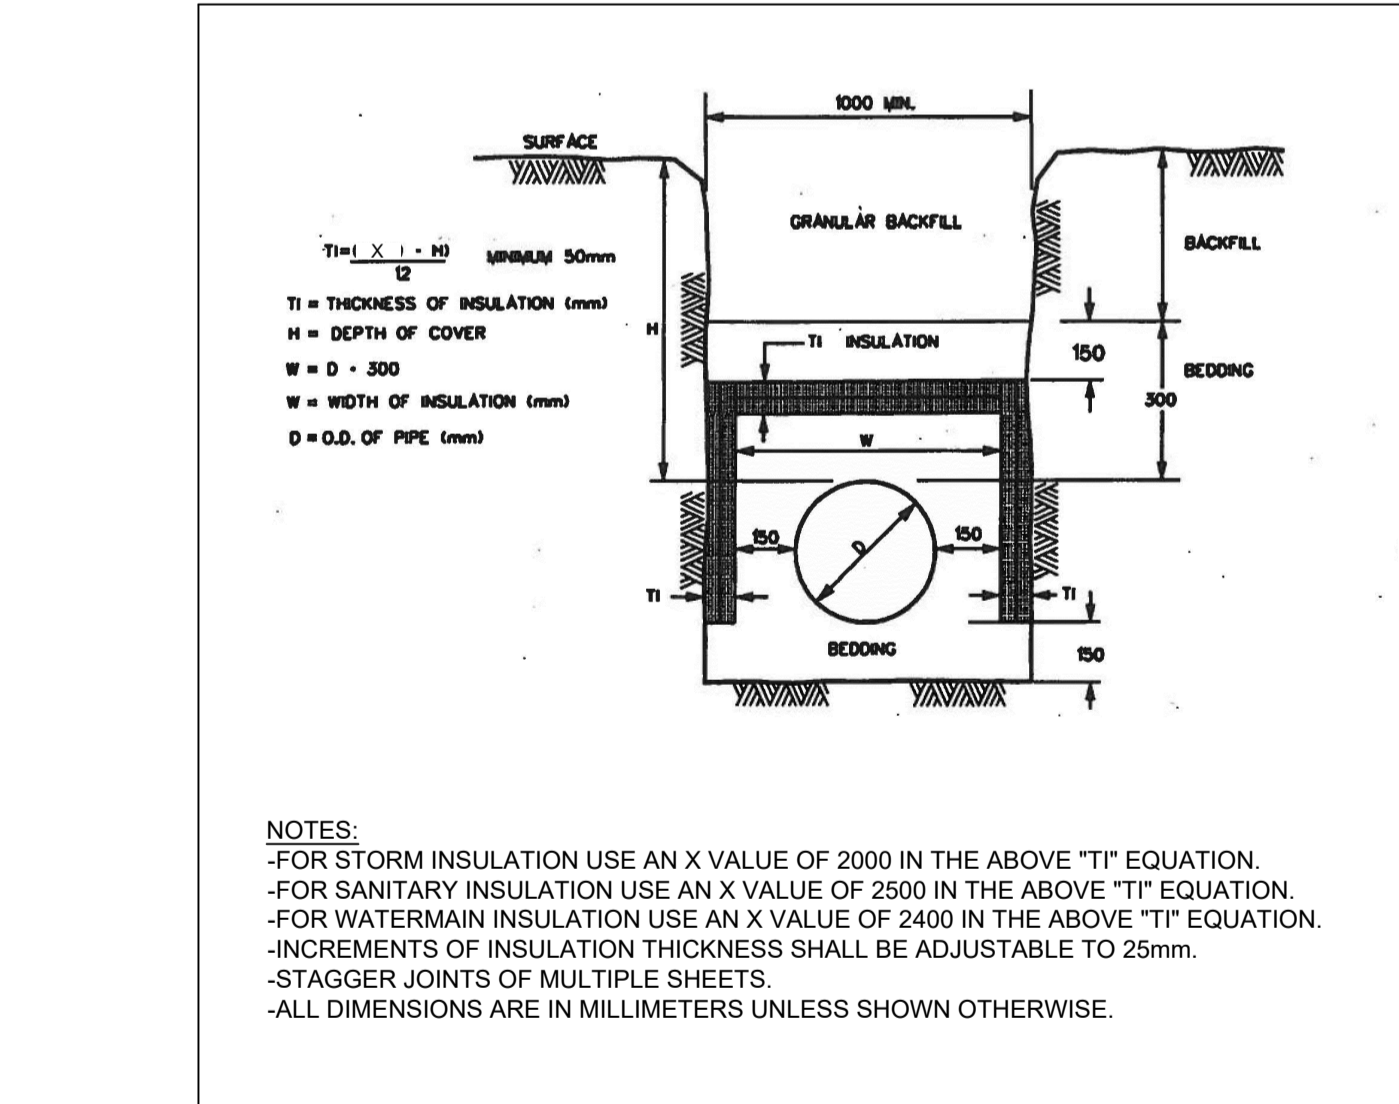 1000 MIN.
SURFACE
GRANULAR BACKFILL
BACKFILL
TI=( X ) - H)
12
MINIMUM 50mm
TI = THICKNESS OF INSULATION (mm)
H = DEPTH OF COVER
W = D + 300
W = WIDTH OF INSULATION (mm)
D = O.D. OF PIPE (mm)
H
TI INSULATION
150
BEDDING
300
W
150
D
150
TI
TI
BEDDING
150
NOTES:
-FOR STORM INSULATION USE AN X VALUE OF 2000 IN THE ABOVE "TI" EQUATION.
-FOR SANITARY INSULATION USE AN X VALUE OF 2500 IN THE ABOVE "TI" EQUATION.
-FOR WATERMAIN INSULATION USE AN X VALUE OF 2400 IN THE ABOVE "TI" EQUATION.
-INCREMENTS OF INSULATION THICKNESS SHALL BE ADJUSTABLE TO 25mm.
-STAGGER JOINTS OF MULTIPLE SHEETS.
-ALL DIMENSIONS ARE IN MILLIMETERS UNLESS SHOWN OTHERWISE.